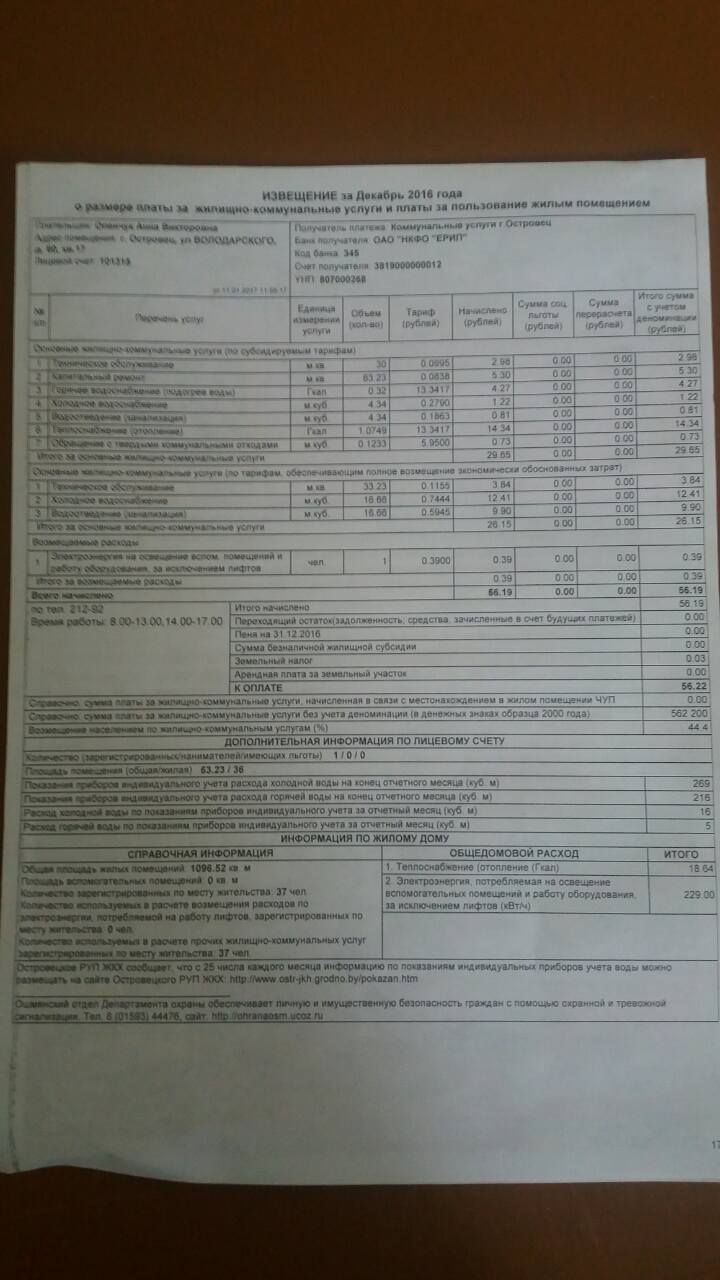 ИЗВЕЩЕНИЕ за Декабрь 2016 года
о размере платы за жилищно-коммунальные услуги и платы за пользование жилым помещением
Плательщик: Анна Викторовна
Адрес помещения: г. Островец, ул ВОЛОДАРСКОГО,
Лицевой счет: 101315
Получатель платежа: Коммунальные услуги г.Островец
Банк получателя: ОАО "НКФО "ЕРИП"
Код банка: 345
Счет получателя: 3819000000012
УНП: 807000268
11.01.2017
№ п/п Перечень услуг Единица измерения услуги Объем (кол-во) Тариф (рублей) Начислено (рублей) Сумма соц. льготы (рублей) Сумма перерасчета (рублей) Итого сумма с учетом деноминации (рублей)
Основные жилищно-коммунальные услуги (по субсидируемым тарифам)
1 Техническое обслуживание м.кв 30 0.0995 2.98 0.00 0.00 2.98
2 Капитальный ремонт м.кв 63.23 0.0838 5.30 0.00 0.00 5.30
3 Горячее водоснабжение (подогрев воды) Гкал 0.32 13.3417 4.27 0.00 0.00 4.27
4 Холодное водоснабжение м.куб. 4.34 0.2790 1.22 0.00 0.00 1.22
5 Водоотведение (канализация) м.куб. 4.34 0.1863 0.81 0.00 0.00 0.81
6 Теплоснабжение (отопление) Гкал 1.0749 13.3417 14.34 0.00 0.00 14.34
7 Обращение с твердыми коммунальными отходами м.куб. 0.1233 5.9500 0.73 0.00 0.00 0.73
Итого за основные жилищно-коммунальные услуги 29.65 0.00 0.00 29.65
Основные жилищно-коммунальные услуги (по тарифам, обеспечивающим полное возмещение экономически обоснованных затрат)
1 Техническое обслуживание м.кв 33.23 0.1155 3.84 0.00 0.00 3.84
2 Холодное водоснабжение м.куб. 16.66 0.7444 12.41 0.00 0.00 12.41
3 Водоотведение (канализация) м.куб. 16.66 0.5945 9.90 0.00 0.00 9.90
Итого за основные жилищно-коммунальные услуги 26.15 0.00 0.00 26.15
Возмещаемые расходы
1 Электроэнергия на освещение вспом. помещений и работу оборудования, за исключением лифтов чел. 1 0.3900 0.39 0.00 0.00 0.39
Итого за возмещаемые расходы 0.39 0.00 0.00 0.39
Всего начислено 56.19 0.00 0.00 56.19
по тел. 212-92
Время работы: 8.00-13.00,14.00-17.00
Итого начислено 56.19
Переходящий остаток(задолженность; средства, зачисленные в счет будущих платежей) 0.00
Пеня на 31.12.2016 0.00
Сумма безналичной жилищной субсидии 0.00
Земельный налог 0.03
Арендная плата за земельный участок 0.00
К ОПЛАТЕ 56.22
Справочно: сумма платы за жилищно-коммунальные услуги, начисленная в связи с местонахождением в жилом помещении ЧУП 0.00
Справочно: сумма платы за жилищно-коммунальные услуги без учета деноминации (в денежных знаках образца 2000 года) 562 200
Возмещение населением по жилищно-коммунальным услугам (%) 44.4
ДОПОЛНИТЕЛЬНАЯ ИНФОРМАЦИЯ ПО ЛИЦЕВОМУ СЧЕТУ
Количество (зарегистрированных/нанимателей/имеющих льготы) 1 / 0 / 0
Площадь помещения (общая/жилая) 63.23 / 36
Показания приборов индивидуального учета расхода холодной воды на конец отчетного месяца (куб. м) 269
Показания приборов индивидуального учета расхода горячей воды на конец отчетного месяца (куб. м) 216
Расход холодной воды по показаниям приборов индивидуального учета за отчетный месяц (куб. м) 16
Расход горячей воды по показаниям приборов индивидуального учета за отчетный месяц (куб. м) 5
ИНФОРМАЦИЯ ПО ЖИЛОМУ ДОМУ
СПРАВОЧНАЯ ИНФОРМАЦИЯ
Общая площадь жилых помещений: 1096.52 кв. м
Площадь вспомогательных помещений: 0 кв. м
Количество зарегистрированных по месту жительства: 37 чел
Количество используемых в расчете возмещения расходов по
электроэнергии, потребляемой на работу лифтов, зарегистрированных по
месту жительства: 0 чел.
Количество используемых в расчете прочих жилищно-коммунальных услуг
зарегистрированных по месту жительства: 37 чел
ОБЩЕДОМОВОЙ РАСХОД ИТОГО
1. Теплоснабжение (отопление (Гкал) 18.64
2. Электроэнергия, потребляемая на освещение
вспомогательных помещений и работу оборудования,
за исключением лифтов (кВт/ч) 229.00
Островецкое РУП ЖКХ сообщает, что с 25 числа каждого месяца информацию по показаниям индивидуальных приборов учета воды можно
размещать на сайте Островецкого РУП ЖКХ: http://www.ostr-jkh.grodno.by/pokazan.htm
Ошмянский отдел Департамента охраны обеспечивает личную и имущественную безопасность граждан с помощью охранной и тревожной
сигнализации. Тел. 8 (01593) 44476, сайт: http://ohranaosm.ucoz.ru
17